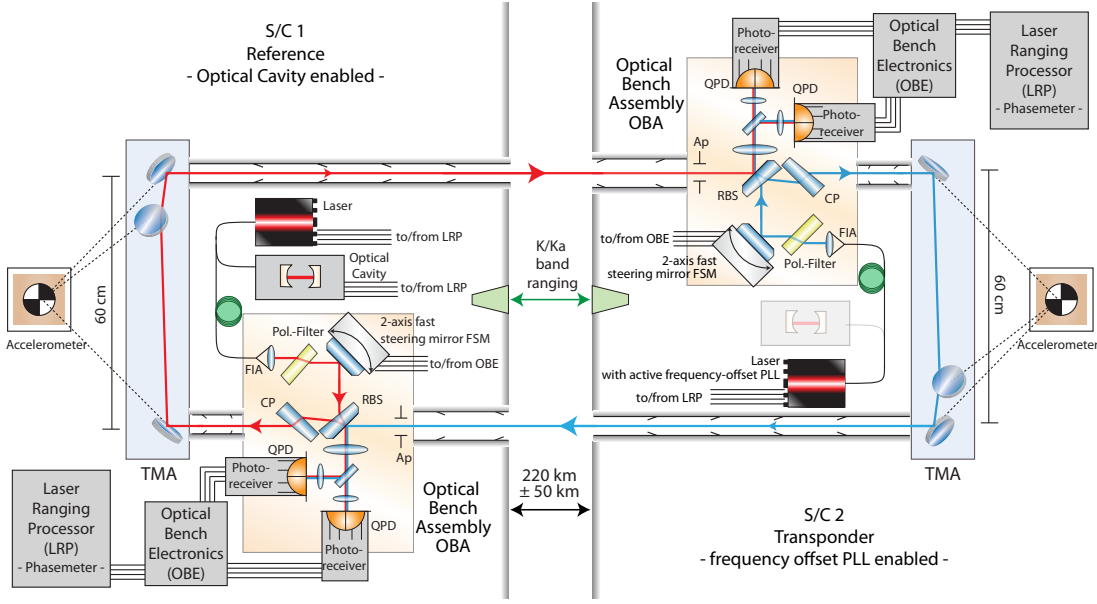 S/C 1
Reference
- Optical Cavity enabled -
Optical
Bench
Assembly
OBA
Photo-
receiver
QPD
QPD
Photo-
receiver
Optical
Bench
Electronics
(OBE)
Laser
Ranging
Processor
(LRP)
- Phasemeter -
Ap
RBS
CP
to/from OBE
2-axis fast
steering mirror FSM
Pol.-Filter
FIA
Laser
to/from LRP
Optical
Cavity
to/from LRP
K/Ka
band
ranging
60 cm
Accelerometer
60 cm
Accelerometer
Pol.-Filter
2-axis fast
steering mirror FSM
to/from OBE
FIA
CP
RBS
Ap
Laser
with active frequency-offset PLL
to/from LRP
TMA
TMA
QPD
Photo-
receiver
QPD
Photo-
receiver
Optical
Bench
Assembly
OBA
220 km
± 50 km
Laser
Ranging
Processor
(LRP)
- Phasemeter -
Optical
Bench
Electronics
(OBE)
S/C 2
Transponder
- frequency offset PLL enabled -